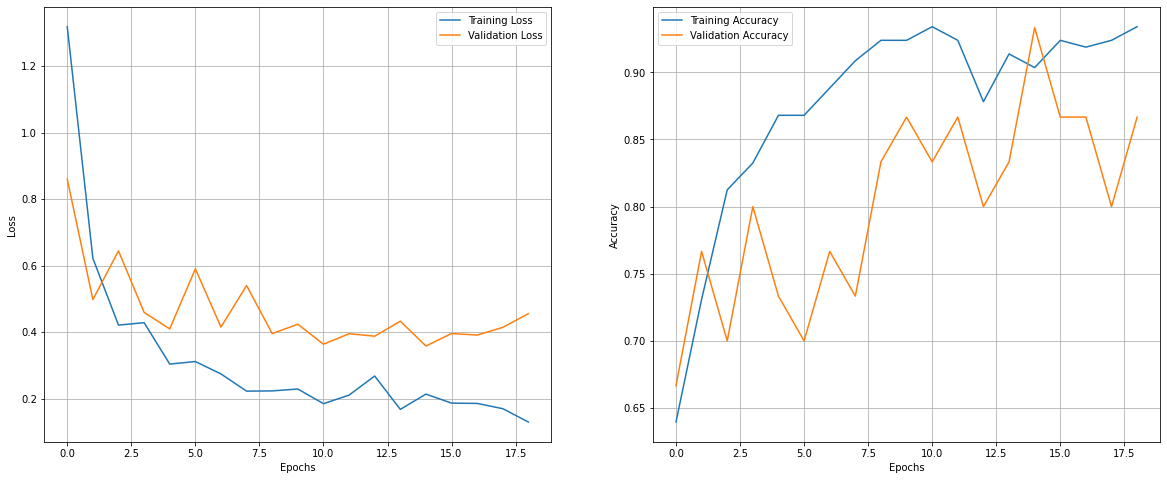 Training Loss
Validation Loss
1.2
1.0
0.8
0.6
0.4
0.2
Loss
0.0 2.5 5.0 7.5 10.0 12.5 15.0 17.5
Epochs
Training Accuracy
Validation Accuracy
0.90
0.85
0.80
0.75
0.70
0.65
Accuracy
0.0 2.5 5.0 7.5 10.0 12.5 15.0 17.5
Epochs